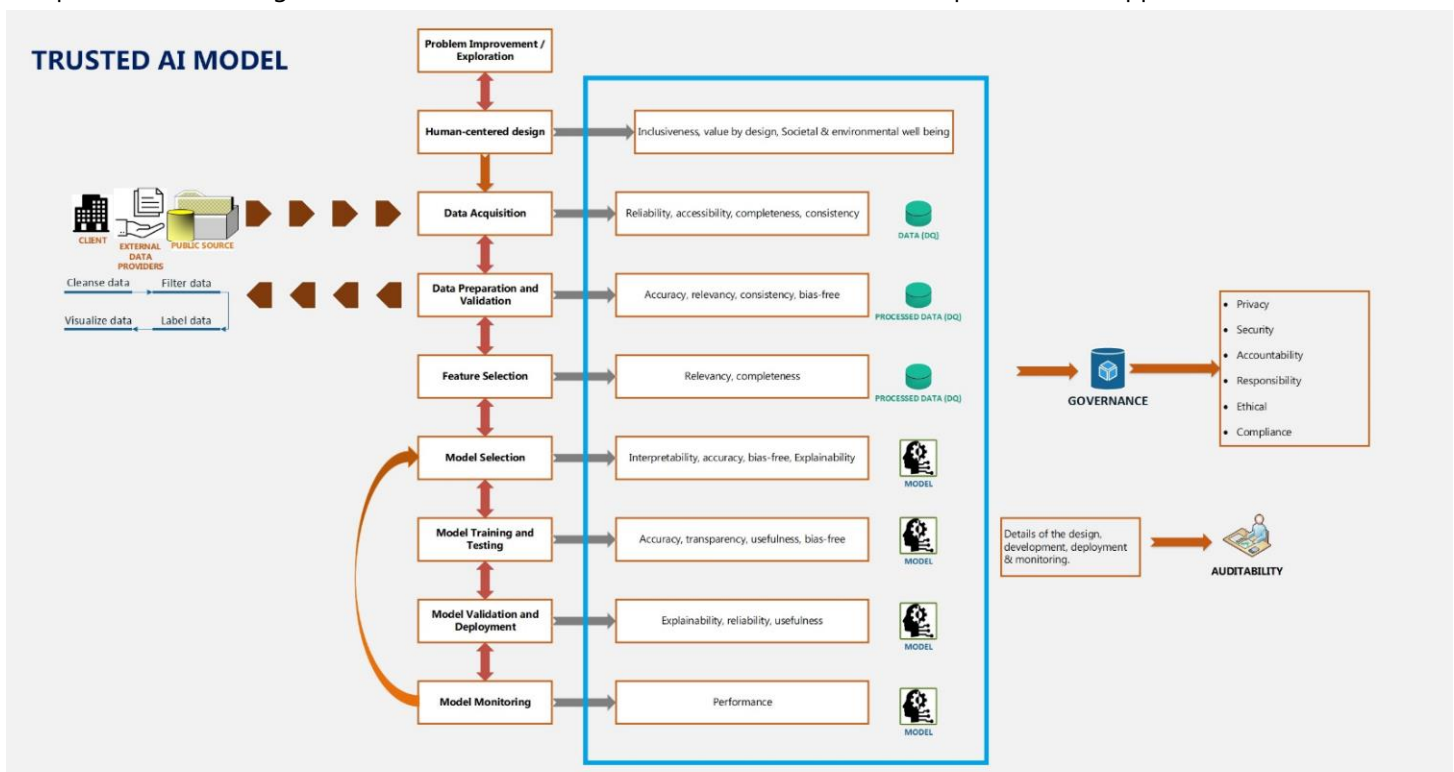 TRUSTED AI MODEL
Problem Improvement /
Exploration
Human-centered design
Inclusiveness, value by design, Societal & environmental well being
CLIENT
EXTERNAL
DATA
PROVIDERS
PUBLIC SOURCE
Data Acquisition
Reliability, accessibility, completeness, consistency
DATA (DQ)
Cleanse data
Filter data
Visualize data
Label data
Data Preparation and
Validation
Accuracy, relevancy, consistency, bias-free
PROCESSED DATA (DQ)
Feature Selection
Relevancy, completeness
PROCESSED DATA (DQ)
GOVERNANCE
• Privacy
• Security
• Accountability
• Responsibility
• Ethical
• Compliance
Model Selection
Interpretability, accuracy, bias-free, Explainability
MODEL
Model Training and
Testing
Accuracy, transparency, usefulness, bias-free
MODEL
Details of the design,
development, deployment
& monitoring.
AUDITABILITY
Model Validation and
Deployment
Explainability, reliability, usefulness
MODEL
Model Monitoring
Performance
MODEL